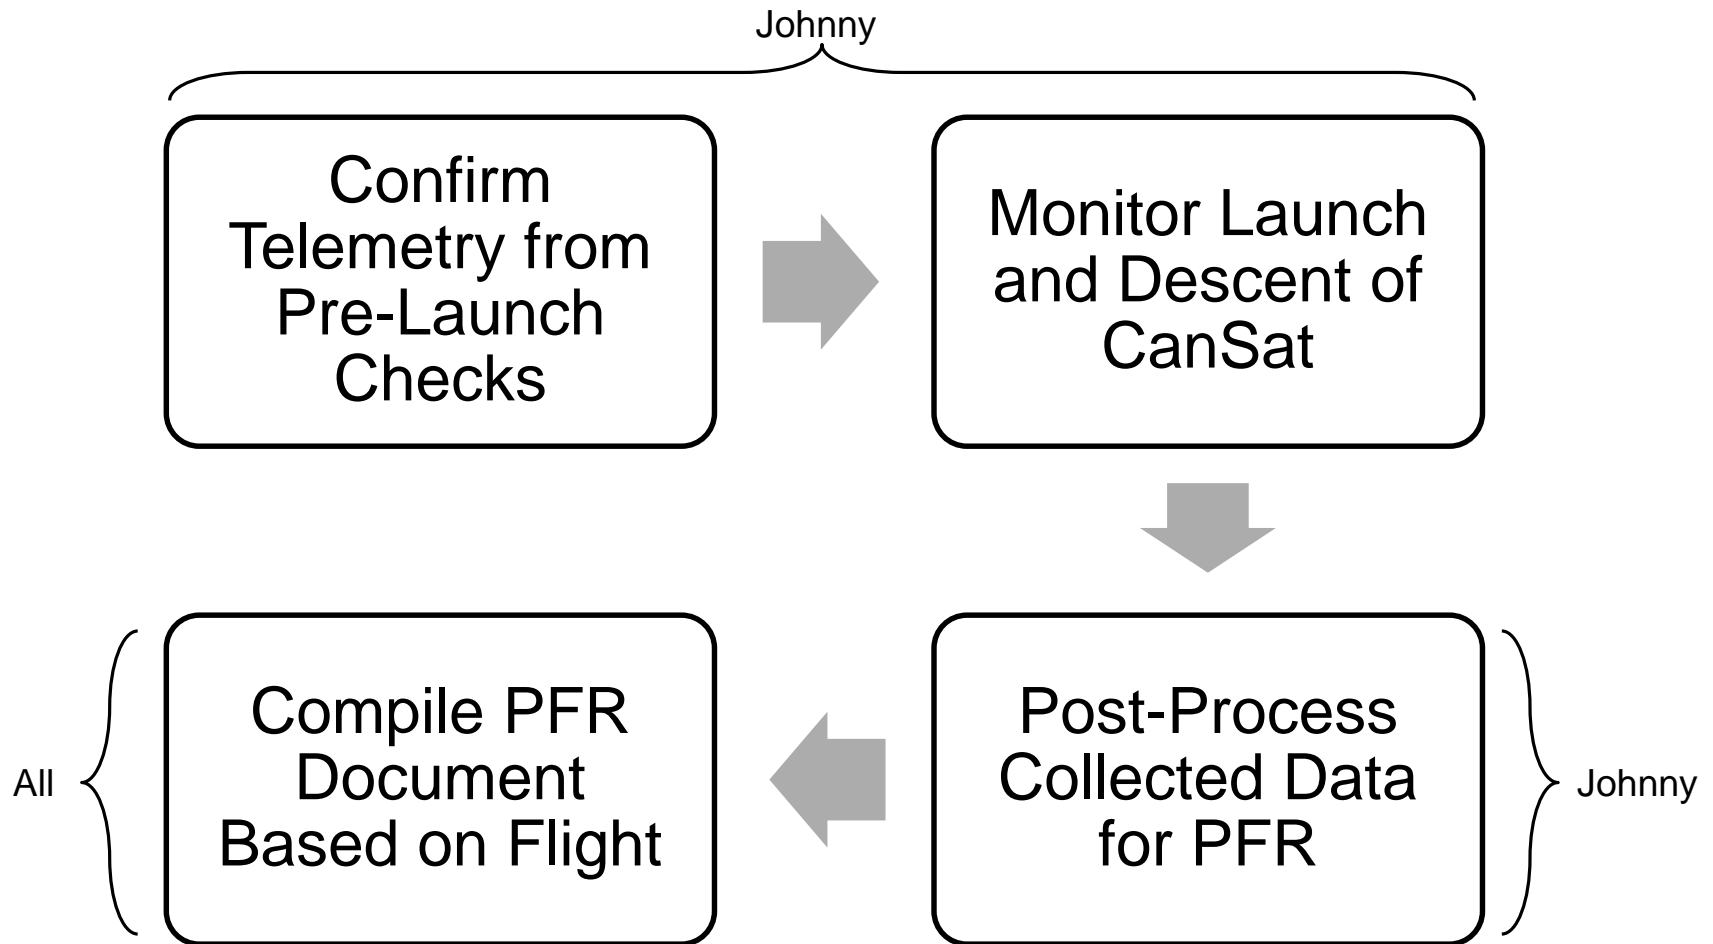 Johnny
Confirm
Telemetry from
Pre-Launch
Checks
Monitor Launch
and Descent of
CanSat
Post-Process
Collected Data
for PFR
Johnny
Compile PFR
Document
Based on Flight
All